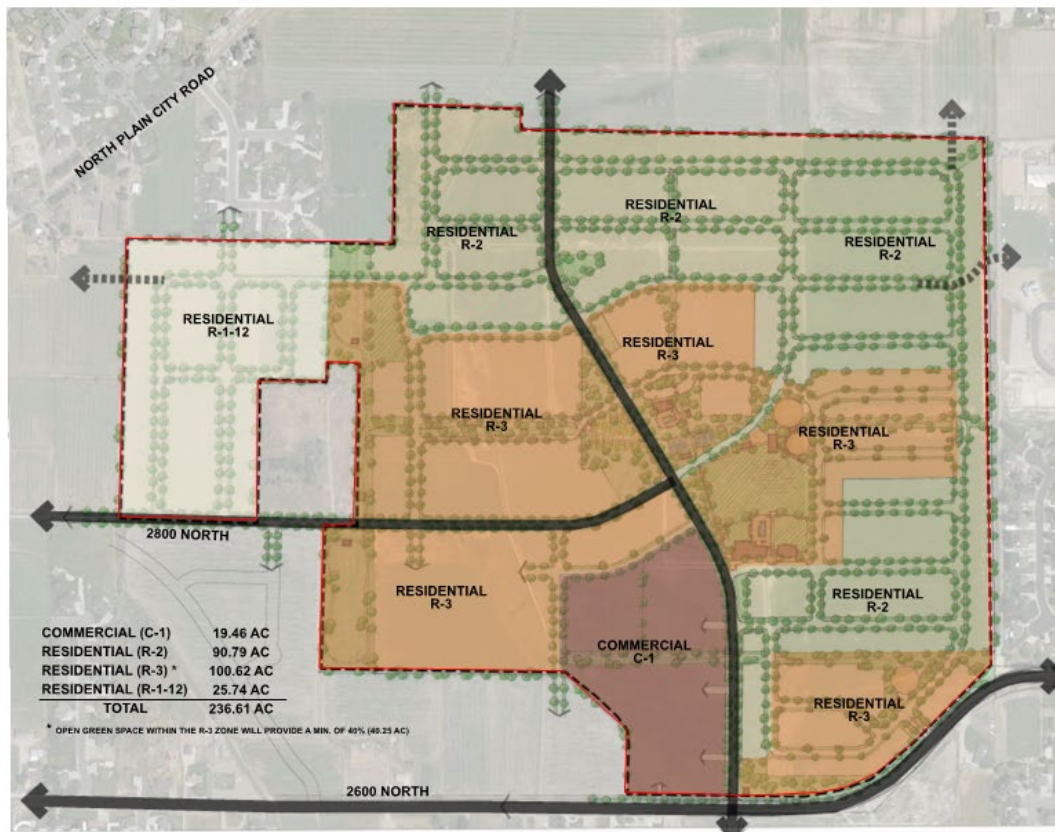 NORTH PLAIN CITY ROAD
RESIDENTIAL
R-2
RESIDENTIAL
R-2
RESIDENTIAL
R-2
RESIDENTIAL
R-1-12
RESIDENTIAL
R-3
RESIDENTIAL
R-3
RESIDENTIAL
R-3
2800 NORTH
RESIDENTIAL
R-3
RESIDENTIAL
R-2
COMMERCIAL
C-1
RESIDENTIAL
R-3
COMMERCIAL (C-1) 19.46 AC
RESIDENTIAL (R-2) 90.79 AC
RESIDENTIAL (R-3) * 100.62 AC
RESIDENTIAL (R-1-12) 25.74 AC
TOTAL 236.61 AC
* OPEN GREEN SPACE WITHIN THE R-3 ZONE WILL PROVIDE A MIN. OF 40% (40.25 AC)
2600 NORTH